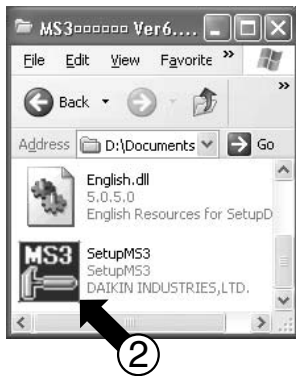 MS3□□□□□□ Ver6....
File Edit View Favorite »
Back »
Address D:\Documents Go
English.dll
5.0.5.0
English Resources for SetupD
MS3 SetupMS3
SetupMS3
DAIKIN INDUSTRIES,LTD.
②